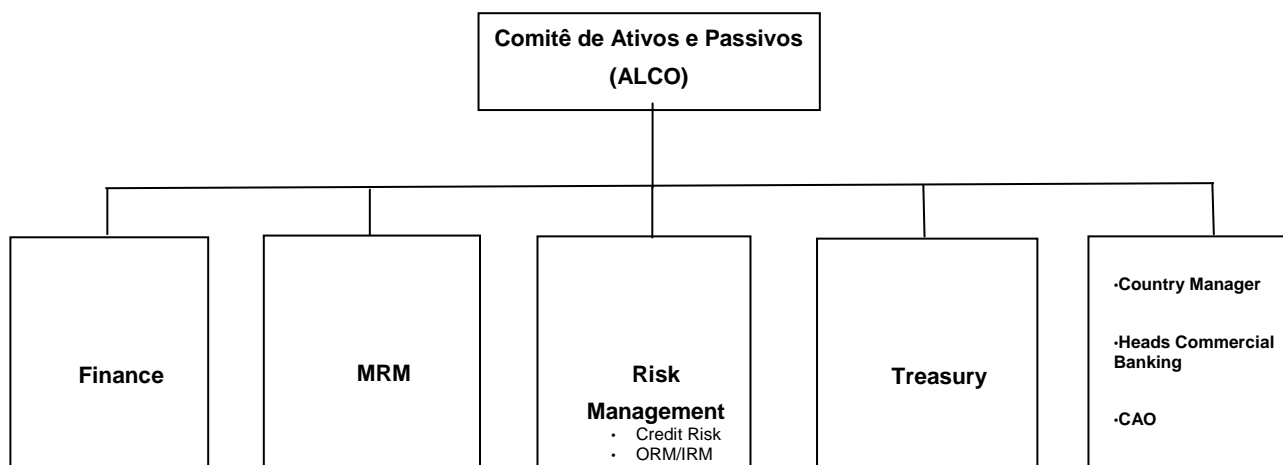 Comitê de Ativos e Passivos
(ALCO)
Finance
MRM
Risk
Management
• Credit Risk
• ORM/IRM
Treasury
•Country Manager
•Heads Commercial
Banking
•CAO